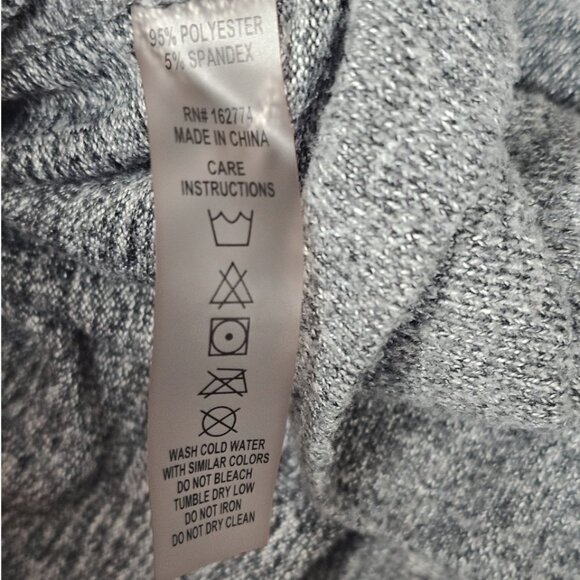 95% POLYESTER
5% SPANDEX
RN# 162774
MADE IN CHINA
CARE
INSTRUCTIONS
WASH COLD WATER
WITH SIMILAR COLORS
DO NOT BLEACH
TUMBLE DRY LOW
DO NOT IRON
DO NOT DRY CLEAN